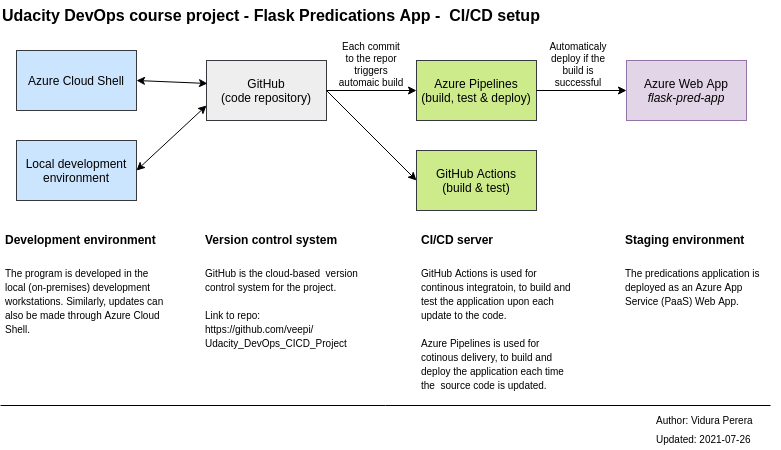 Udacity DevOps course project - Flask Predications App -  CI/CD setup
Azure Cloud Shell
Local development
environment
GitHub
(code repository)
Each commit
to the repor
triggers
automaic build
Azure Pipelines
(build, test & deploy)
GitHub Actions
(build & test)
Automaticaly
deploy if the
build is
successful
Azure Web App
flask-pred-app
Development environment
The program is developed in the
local (on-premises) development
workstations. Similarly, updates can
also be made through Azure Cloud
Shell.
Version control system
GitHub is the cloud-based  version
control system for the project.
Link to repo:
https://github.com/veepi/
Udacity_DevOps_CICD_Project
CI/CD server
GitHub Actions is used for
continous integratoin, to build and
test the application upon each
update to the code.
Azure Pipelines is used for
cotinous delivery, to build and
deploy the application each time
the  source code is updated.
Staging environment
The predications application is
deployed as an Azure App
Service (PaaS) Web App.
Author: Vidura Perera
Updated: 2021-07-26